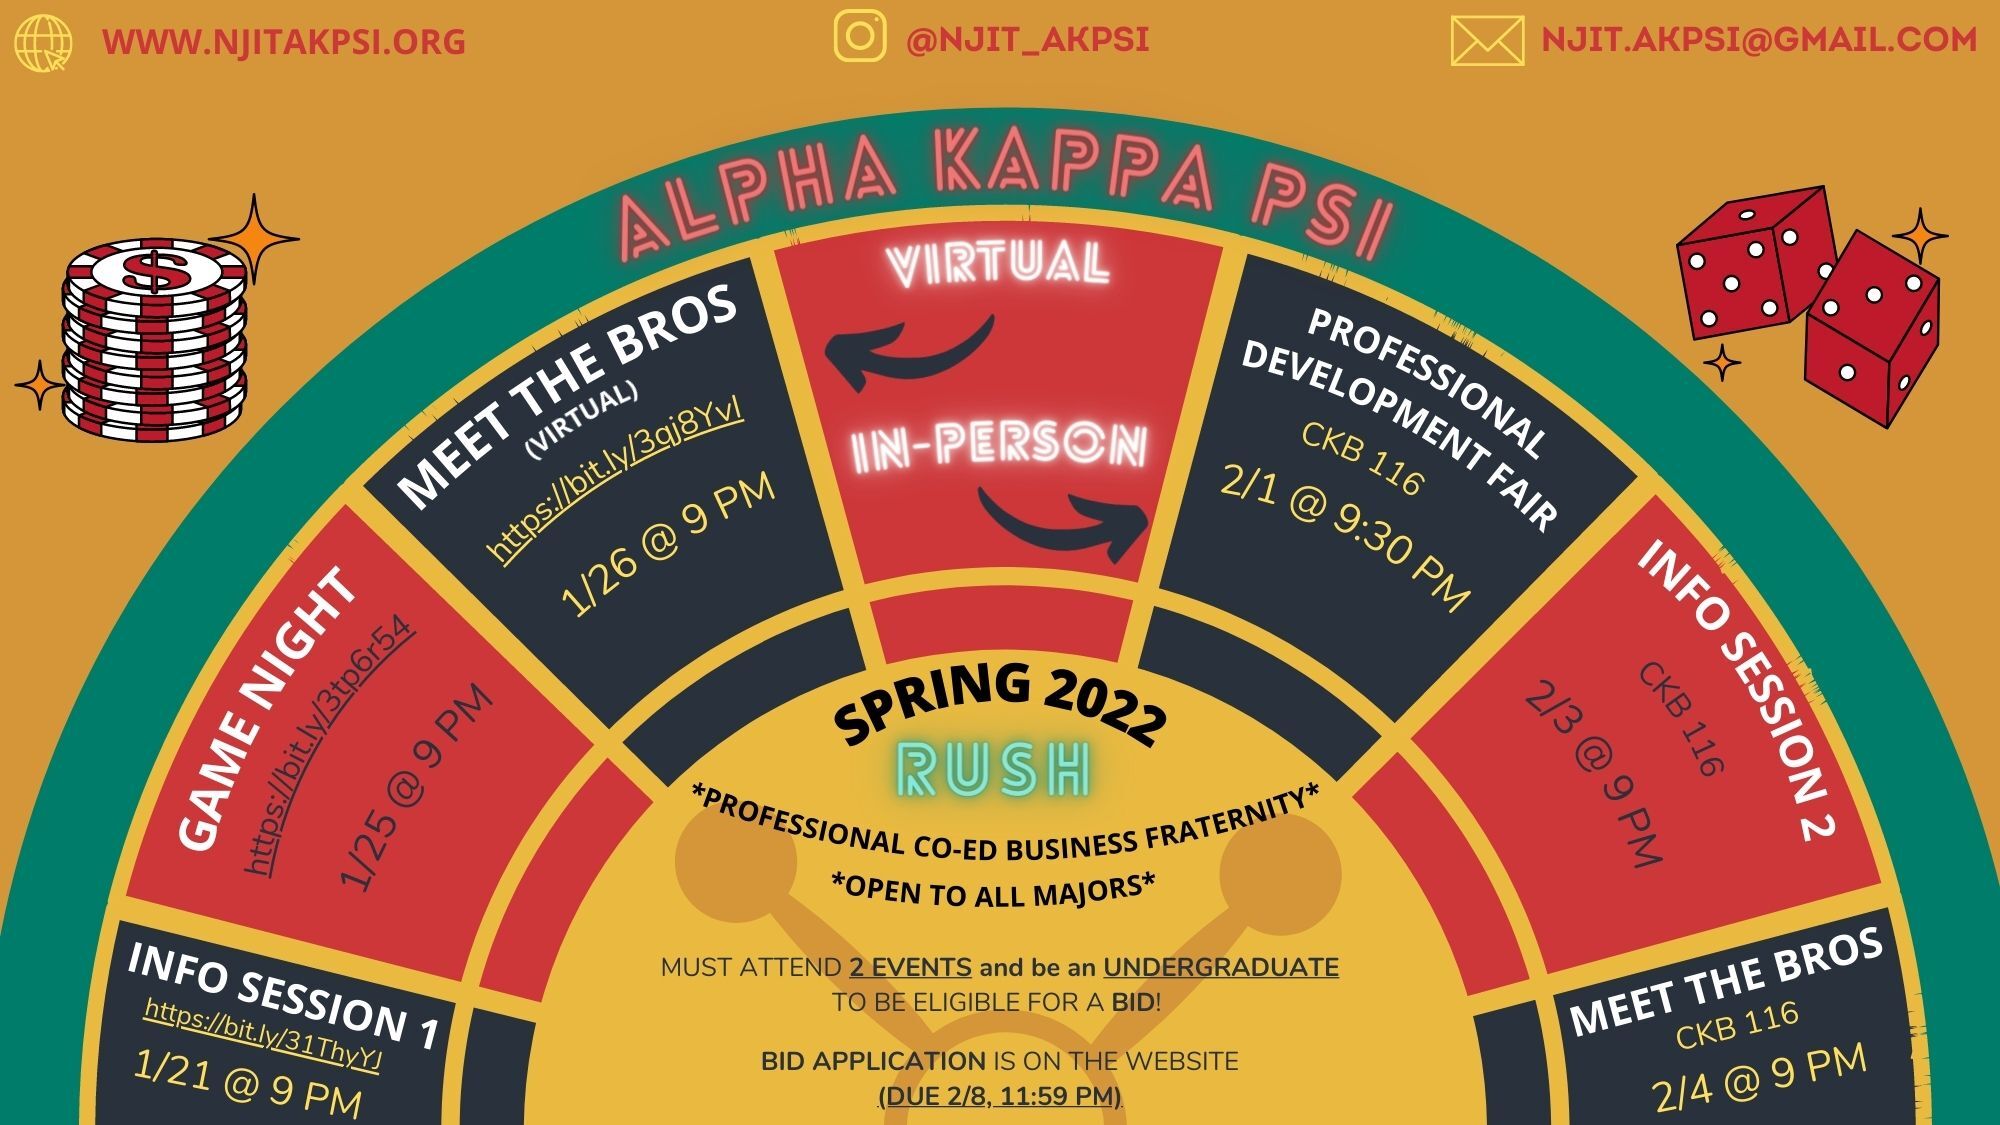 WWW.NJITAKPSI.ORG
@NJIT_AKPSI
NJIT.AKPSI@GMAIL.COM
ALPHA KAPPA PSI
VIRTUAL
IN-PERSON
INFO SESSION 1
https://bit.ly/31ThyYJ
1/21 @ 9 PM
GAME NIGHT
https://bit.ly/3tp6r54
1/25 @ 9 PM
MEET THE BROS
(VIRTUAL)
https://bit.ly/3qj8Yvl
1/26 @ 9 PM
PROFESSIONAL
DEVELOPMENT FAIR
CKB 116
2/1 @ 9:30 PM
INFO SESSION 2
CKB 116
2/3 @ 9 PM
MEET THE BROS
CKB 116
2/4 @ 9 PM
SPRING 2022
RUSH
*PROFESSIONAL CO-ED BUSINESS FRATERNITY*
*OPEN TO ALL MAJORS*
MUST ATTEND 2 EVENTS and be an UNDERGRADUATE
TO BE ELIGIBLE FOR A BID!
BID APPLICATION IS ON THE WEBSITE
(DUE 2/8, 11:59 PM)
$